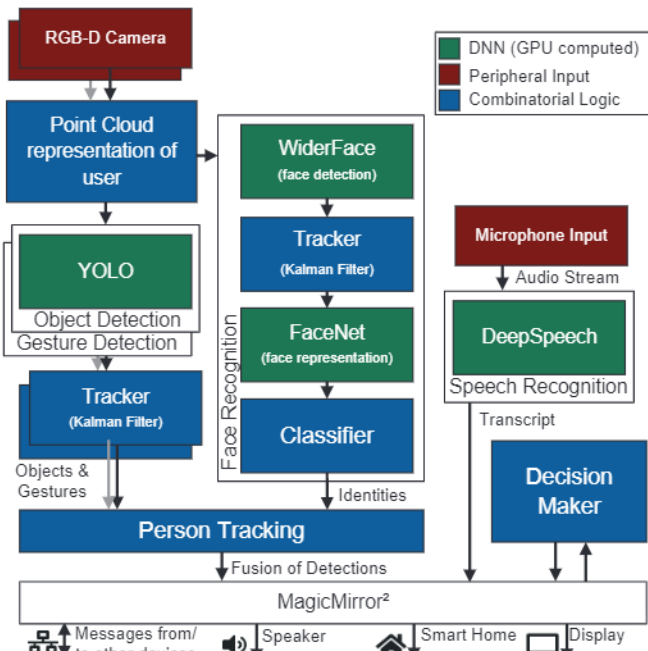 RGB-D Camera
DNN (GPU computed)
Peripheral Input
Combinatorial Logic
Point Cloud
representation of
user
WiderFace
(face detection)
Tracker
(Kalman Filter)
FaceNet
(face representation)
Classifier
Face Recognition
YOLO
Object Detection
Gesture Detection
Tracker
(Kalman Filter)
Objects &
Gestures
Identities
Microphone Input
Audio Stream
DeepSpeech
Speech Recognition
Transcript
Decision
Maker
Person Tracking
Fusion of Detections
MagicMirror²
Messages from/
to other devices
Speaker
Smart Home
Display